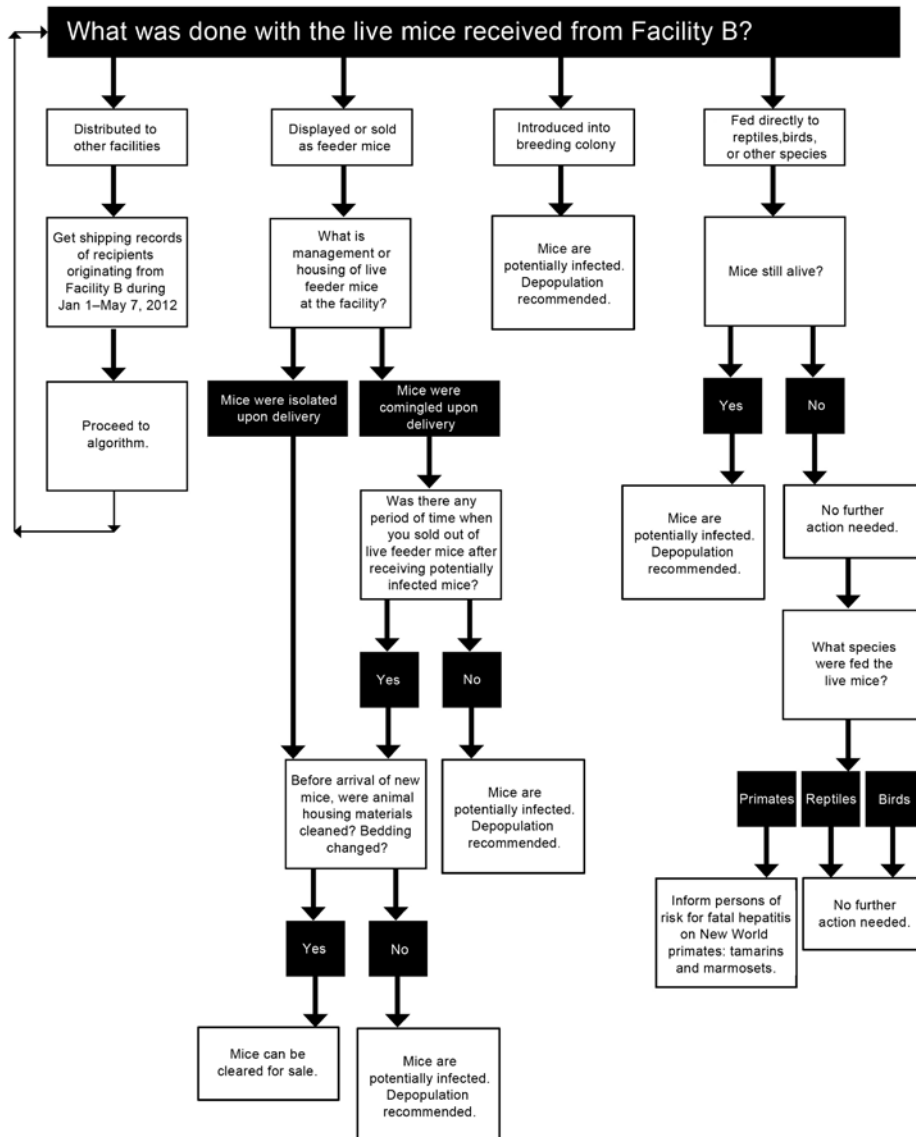 What was done with the live mice received from Facility B?
Distributed to
other facilities
Displayed or sold
as feeder mice
Introduced into
breeding colony
Fed directly to
reptiles,birds,
or other species
Get shipping records
of recipients
originating from
Facility B during
Jan 1–May 7, 2012
What is
management or
housing of live
feeder mice
at the facility?
Mice are
potentially infected.
Depopulation
recommended.
Mice still alive?
Proceed to
algorithm.
Mice were isolated
upon delivery
Mice were
comingled upon
delivery
Yes
No
Was there any
period of time when
you sold out of
live feeder mice after
receiving potentially
infected mice?
Mice are
potentially infected.
Depopulation
recommended.
No further
action needed.
Yes
No
What species
were fed the
live mice?
Before arrival of new
mice, were animal
housing materials
cleaned? Bedding
changed?
Mice are
potentially infected.
Depopulation
recommended.
Primates
Reptiles
Birds
Yes
No
Inform persons of
risk for fatal hepatitis
on New World
primates: tamarins
and marmosets.
No further
action needed.
Mice can be
cleared for sale.
Mice are
potentially infected.
Depopulation
recommended.